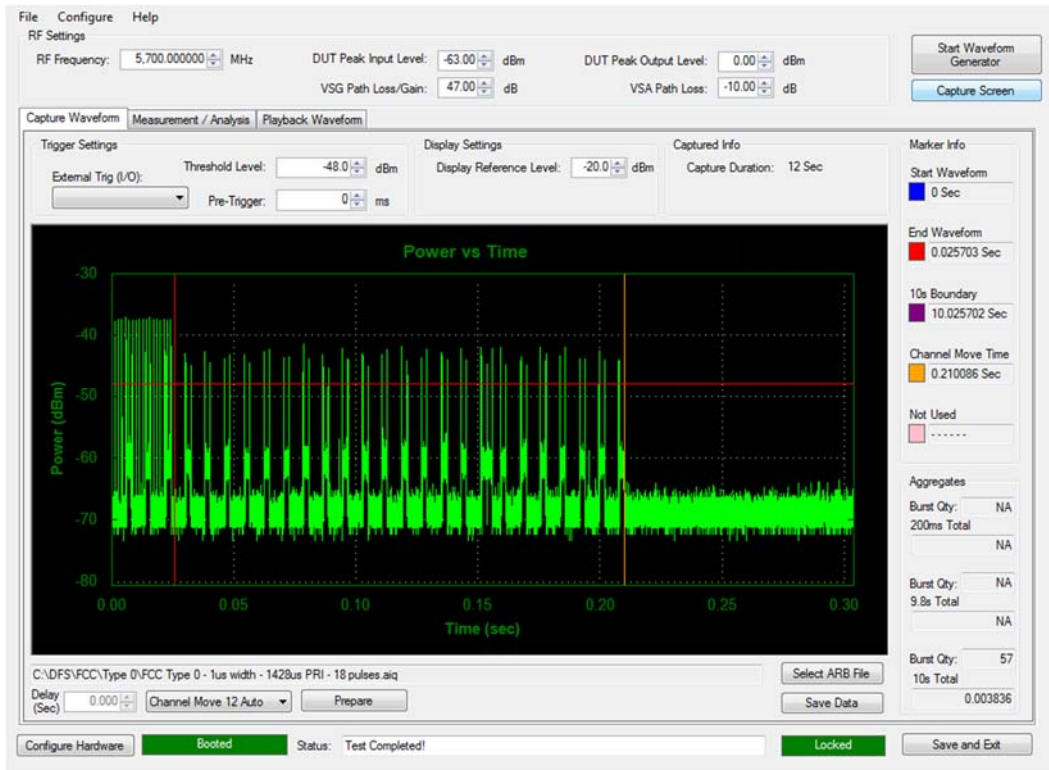 File Configure Help
RF Settings
RF Frequency: 5,700.000000 MHz DUT Peak Input Level: -63.00 dBm DUT Peak Output Level: 0.00 dBm
VSG Path Loss/Gain: 47.00 dB VSA Path Loss: -10.00 dB
Start Waveform
Generator
Capture Screen
Capture Waveform Measurement / Analysis Playback Waveform
Trigger Settings
External Trig (I/O):
Threshold Level: -48.0 dBm
Pre-Trigger: 0 ms
Display Settings
Display Reference Level: -20.0 dBm
Captured Info
Capture Duration: 12 Sec
Marker Info
Start Waveform
0 Sec
End Waveform
0.025703 Sec
10s Boundary
10.025702 Sec
Channel Move Time
0.210086 Sec
Not Used
------
Power vs Time
Power (dBm)
-30
-40
-50
-60
-70
-80
0.00 0.05 0.10 0.15 0.20 0.25 0.30
Time (sec)
Aggregates
Burst Qty: NA
200ms Total
NA
Burst Qty: NA
9.8s Total
NA
Burst Qty: 57
10s Total
0.003836
C:\DFS\FCC\Type 0\FCC Type 0 - 1us width - 1428us PRI - 18 pulses.aiq
Select ARB File
Delay
(Sec) 0.000 Channel Move 12 Auto Prepare Save Data
Configure Hardware Booted Status: Test Completed! Locked Save and Exit